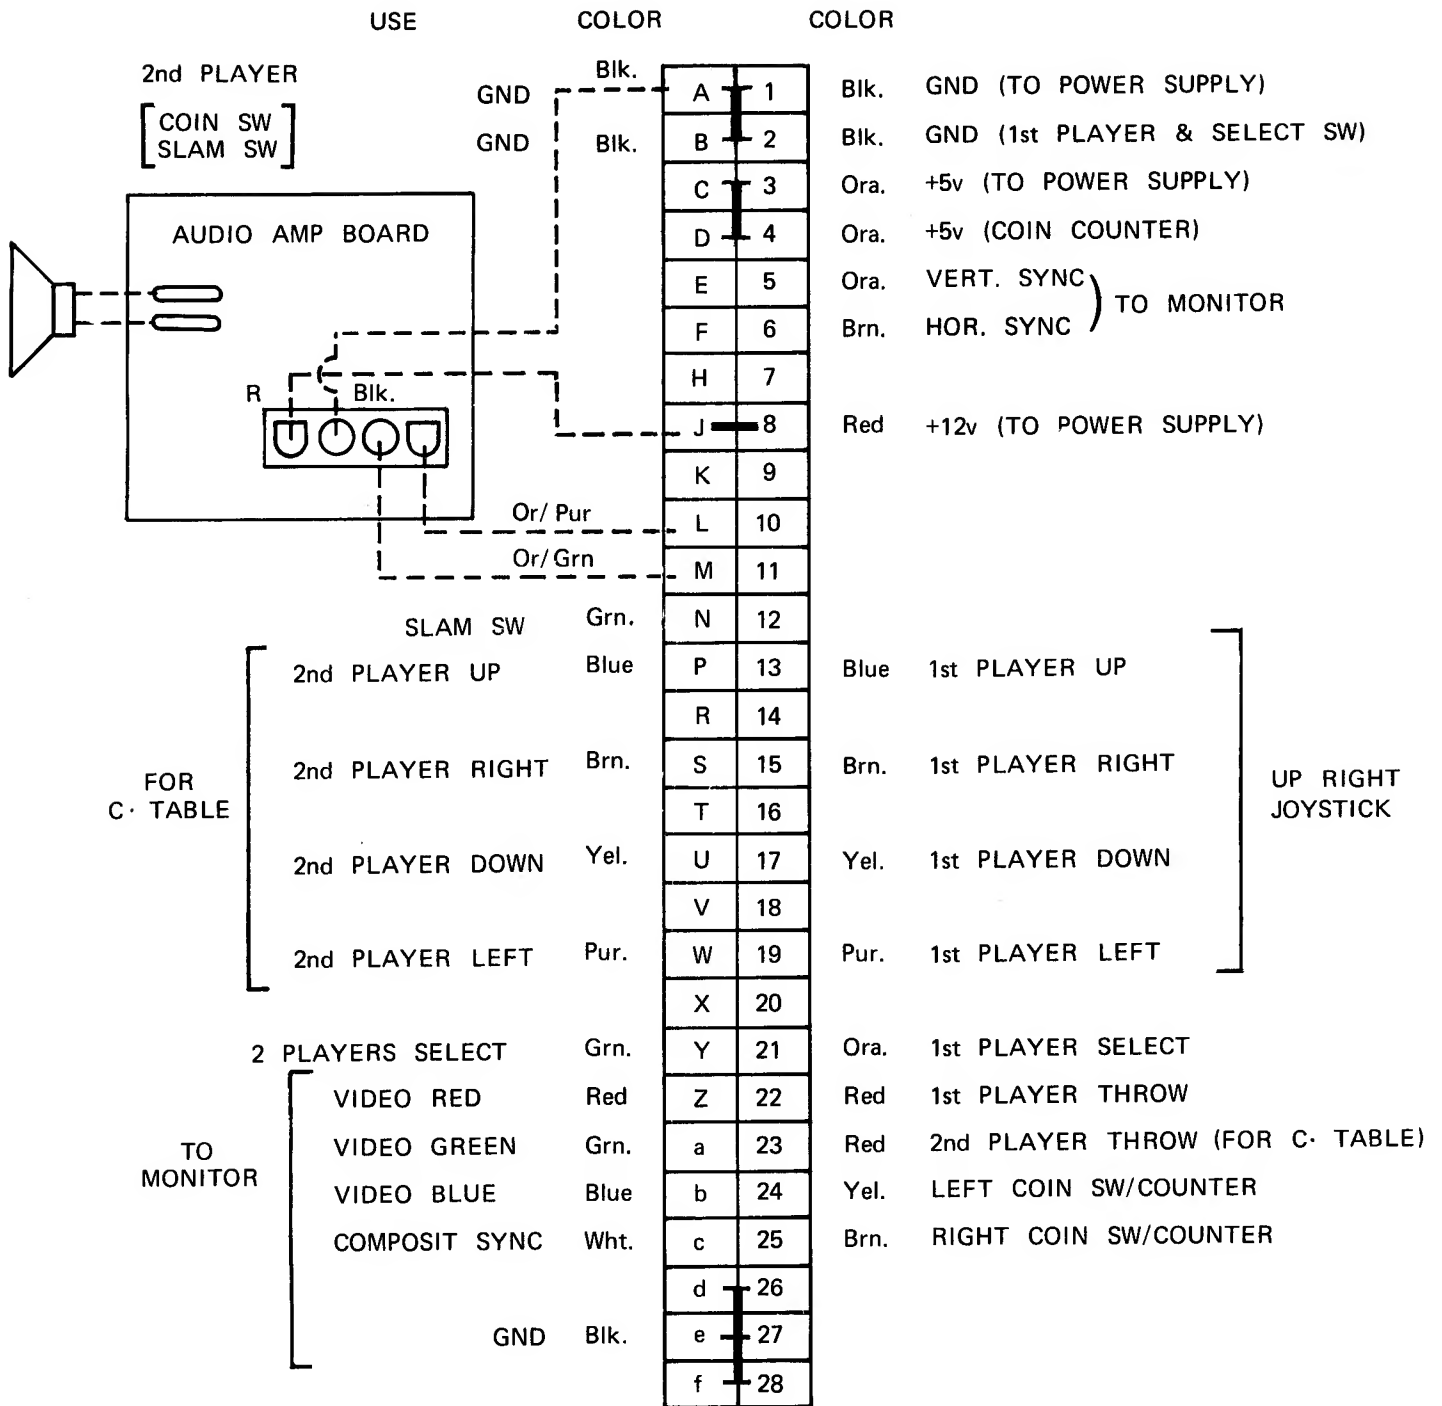 USE COLOR COLOR
2nd PLAYER
COIN SW
SLAM SW
GND Blk. A 1 Blk. GND (TO POWER SUPPLY)
GND Blk. B 2 Blk. GND (1st PLAYER & SELECT SW)
C 3 Ora. +5v (TO POWER SUPPLY)
AUDIO AMP BOARD
D 4 Ora. +5v (COIN COUNTER)
E 5 Ora. VERT. SYNC
TO MONITOR
F 6 Brn. HOR. SYNC
H 7
R Blk.
J 8 Red +12v (TO POWER SUPPLY)
K 9
Or/Pur L 10
Or/Grn M 11
SLAM SW Grn. N 12
2nd PLAYER UP Blue P 13 Blue 1st PLAYER UP
R 14
2nd PLAYER RIGHT Brn. S 15 Brn. 1st PLAYER RIGHT
FOR
C· TABLE
UP RIGHT
JOYSTICK
T 16
2nd PLAYER DOWN Yel. U 17 Yel. 1st PLAYER DOWN
V 18
2nd PLAYER LEFT Pur. W 19 Pur. 1st PLAYER LEFT
X 20
2 PLAYERS SELECT Grn. Y 21 Ora. 1st PLAYER SELECT
VIDEO RED Red Z 22 Red 1st PLAYER THROW
TO
MONITOR
VIDEO GREEN Grn. a 23 Red 2nd PLAYER THROW (FOR C· TABLE)
VIDEO BLUE Blue b 24 Yel. LEFT COIN SW/COUNTER
COMPOSIT SYNC Wht. c 25 Brn. RIGHT COIN SW/COUNTER
d 26
GND Blk. e 27
f 28